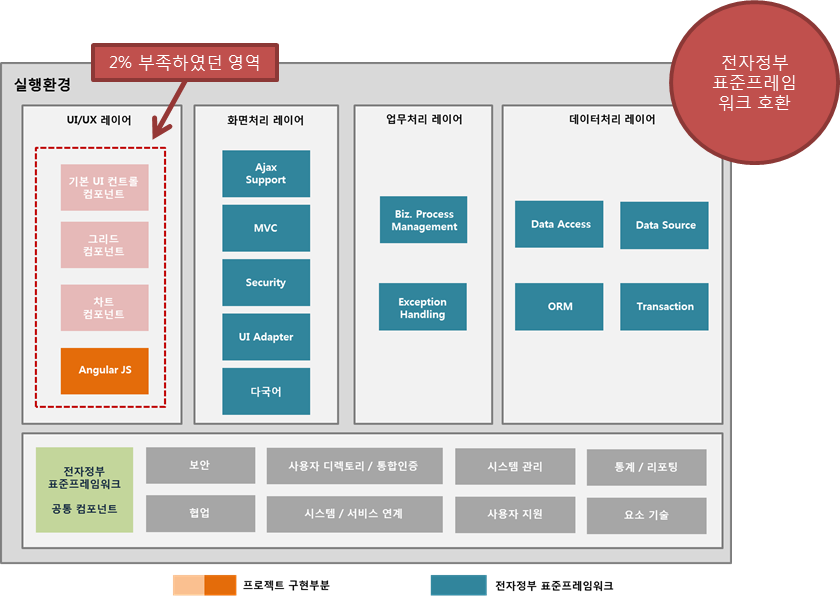 2% 부족하였던 영역
전자정부
표준프레임
워크 호환
실행환경
UI/UX 레이어
기본 UI 컨트롤
컴포넌트
그리드
컴포넌트
차트
컴포넌트
Angular JS
화면처리 레이어
Ajax
Support
MVC
Security
UI Adapter
다국어
업무처리 레이어
Biz. Process
Management
Exception
Handling
데이터처리 레이어
Data Access
Data Source
ORM
Transaction
전자정부
표준프레임워크
공통 컴포넌트
보안
사용자 디렉토리 / 통합인증
시스템 관리
통계 / 리포팅
협업
시스템 / 서비스 연계
사용자 지원
요소 기술
프로젝트 구현부분
전자정부 표준프레임워크